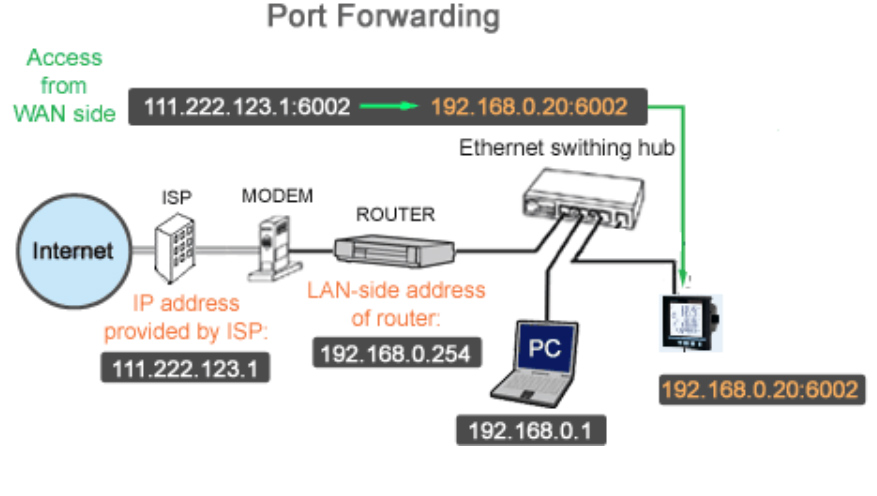 Port Forwarding
Access
from
WAN side
111.222.123.1:6002 192.168.0.20:6002
Ethernet swithing hub
ISP
MODEM
ROUTER
Internet
IP address
provided by ISP:
111.222.123.1
LAN-side address
of router:
192.168.0.254
PC
192.168.0.1
192.168.0.20:6002